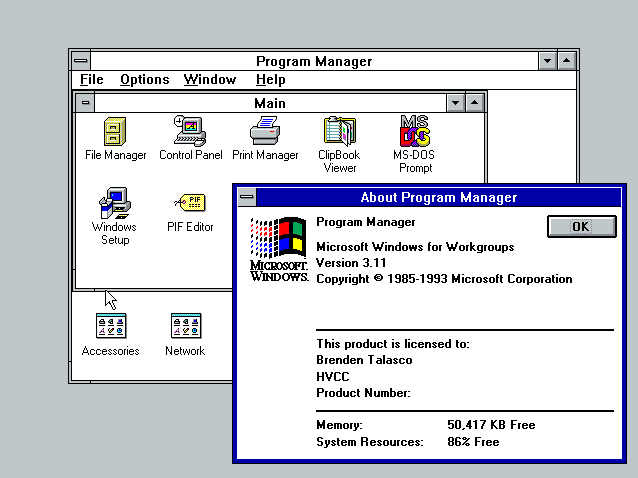 Program Manager
File Options Window Help
Main
File Manager
Control Panel
Print Manager
ClipBook
Viewer
MS-DOS
Prompt
MS
DOS
Windows
Setup
PIF
PIF Editor
Accessories
Network
About Program Manager
MICROSOFT.
WINDOWS.
Program Manager
OK
Microsoft Windows for Workgroups
Version 3.11
Copyright © 1985-1993 Microsoft Corporation
This product is licensed to:
Brenden Talasco
HVCC
Product Number:
Memory: 50,417 KB Free
System Resources: 86% Free